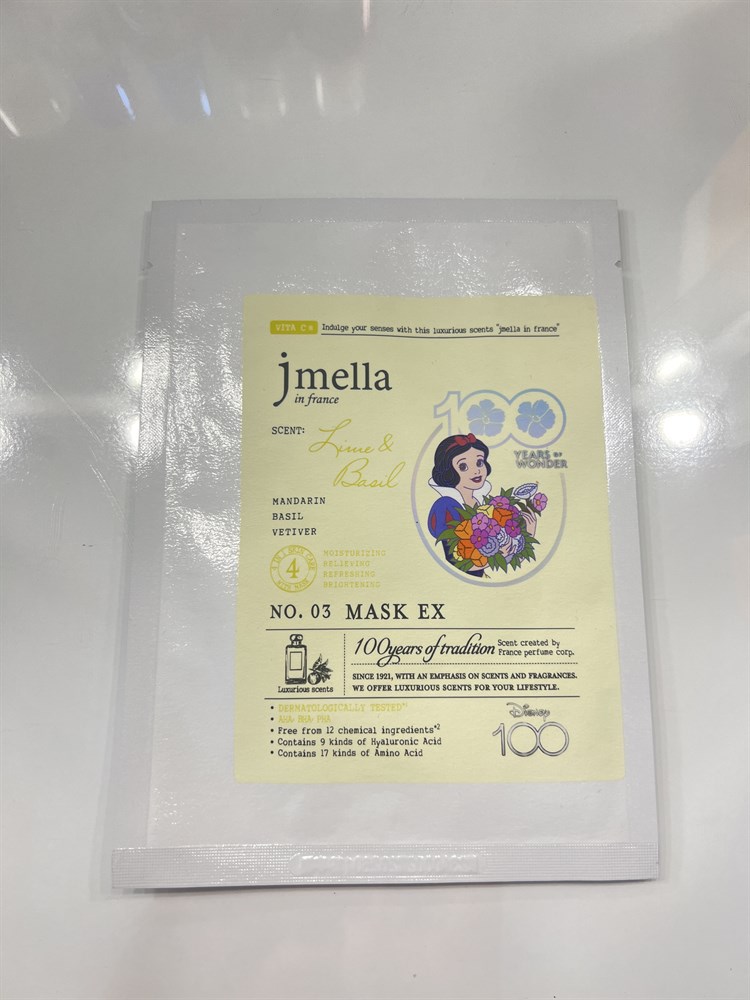 VITA C* Indulge your senses with this luxurious scents "jmella in france"
jmella
in france
SCENT: Lime &
Basil
MANDARIN
BASIL
VETIVER
4
MOISTURIZING
RELIEVING
REFRESHING
BRIGHTENING
100
YEARS OF
WONDER
NO. 03 MASK EX
Luxurious scents
100years of tradition Scent created by
France perfume corp.
SINCE 1921, WITH AN EMPHASIS ON SCENTS AND FRAGRANCES.
WE OFFER LUXURIOUS SCENTS FOR YOUR LIFESTYLE.
• DERMATOLOGICALLY TESTED
• AHA BHA PHA
• Free from 12 chemical ingredients*2
• Contains 9 kinds of Hyaluronic Acid
• Contains 17 kinds of Amino Acid
Disney
100